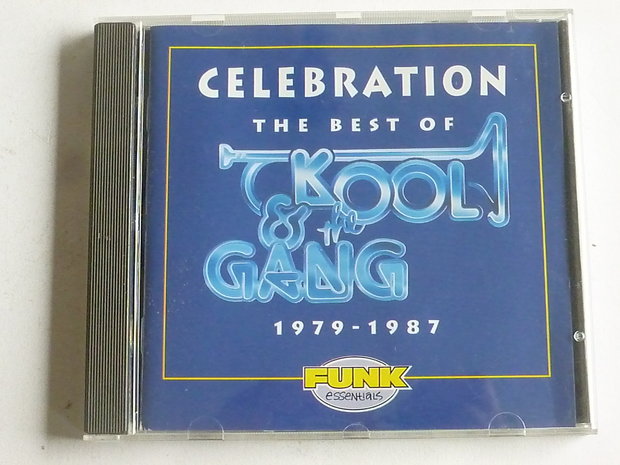 CELEBRATION
THE BEST OF
KOOL
& the
GANG
1979-1987
FUNK
essentials